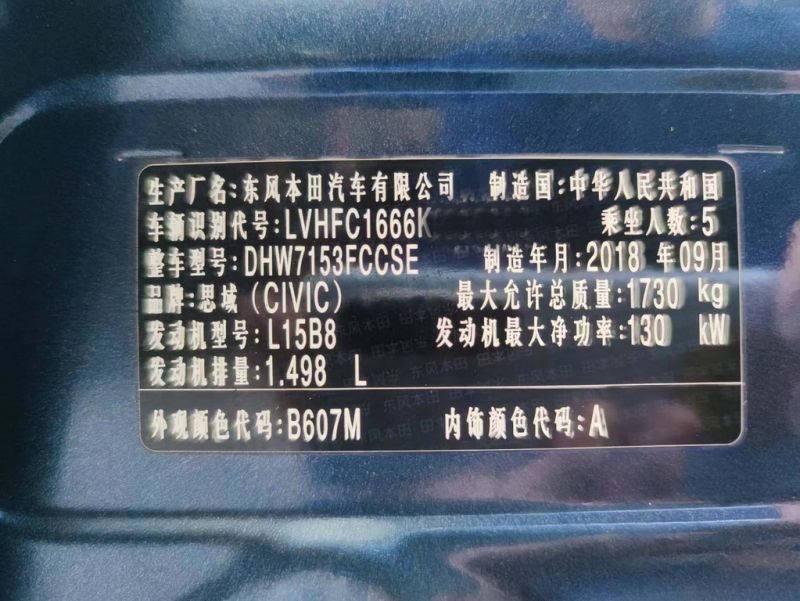 生产厂名:东风本田汽车有限公司 制造国:中华人民共和国
车辆识别代号:LVHFC1666K 乘坐人数:5
整车型号:DHW7153FCCSE 制造年月:2018 年09月
品牌:思域(CIVIC) 最大允许总质量:1730 kg
发动机型号:L15B8 发动机最大净功率:130 kW
发动机排量:1.498 L
外观颜色代码:B607M 内饰颜色代码:A